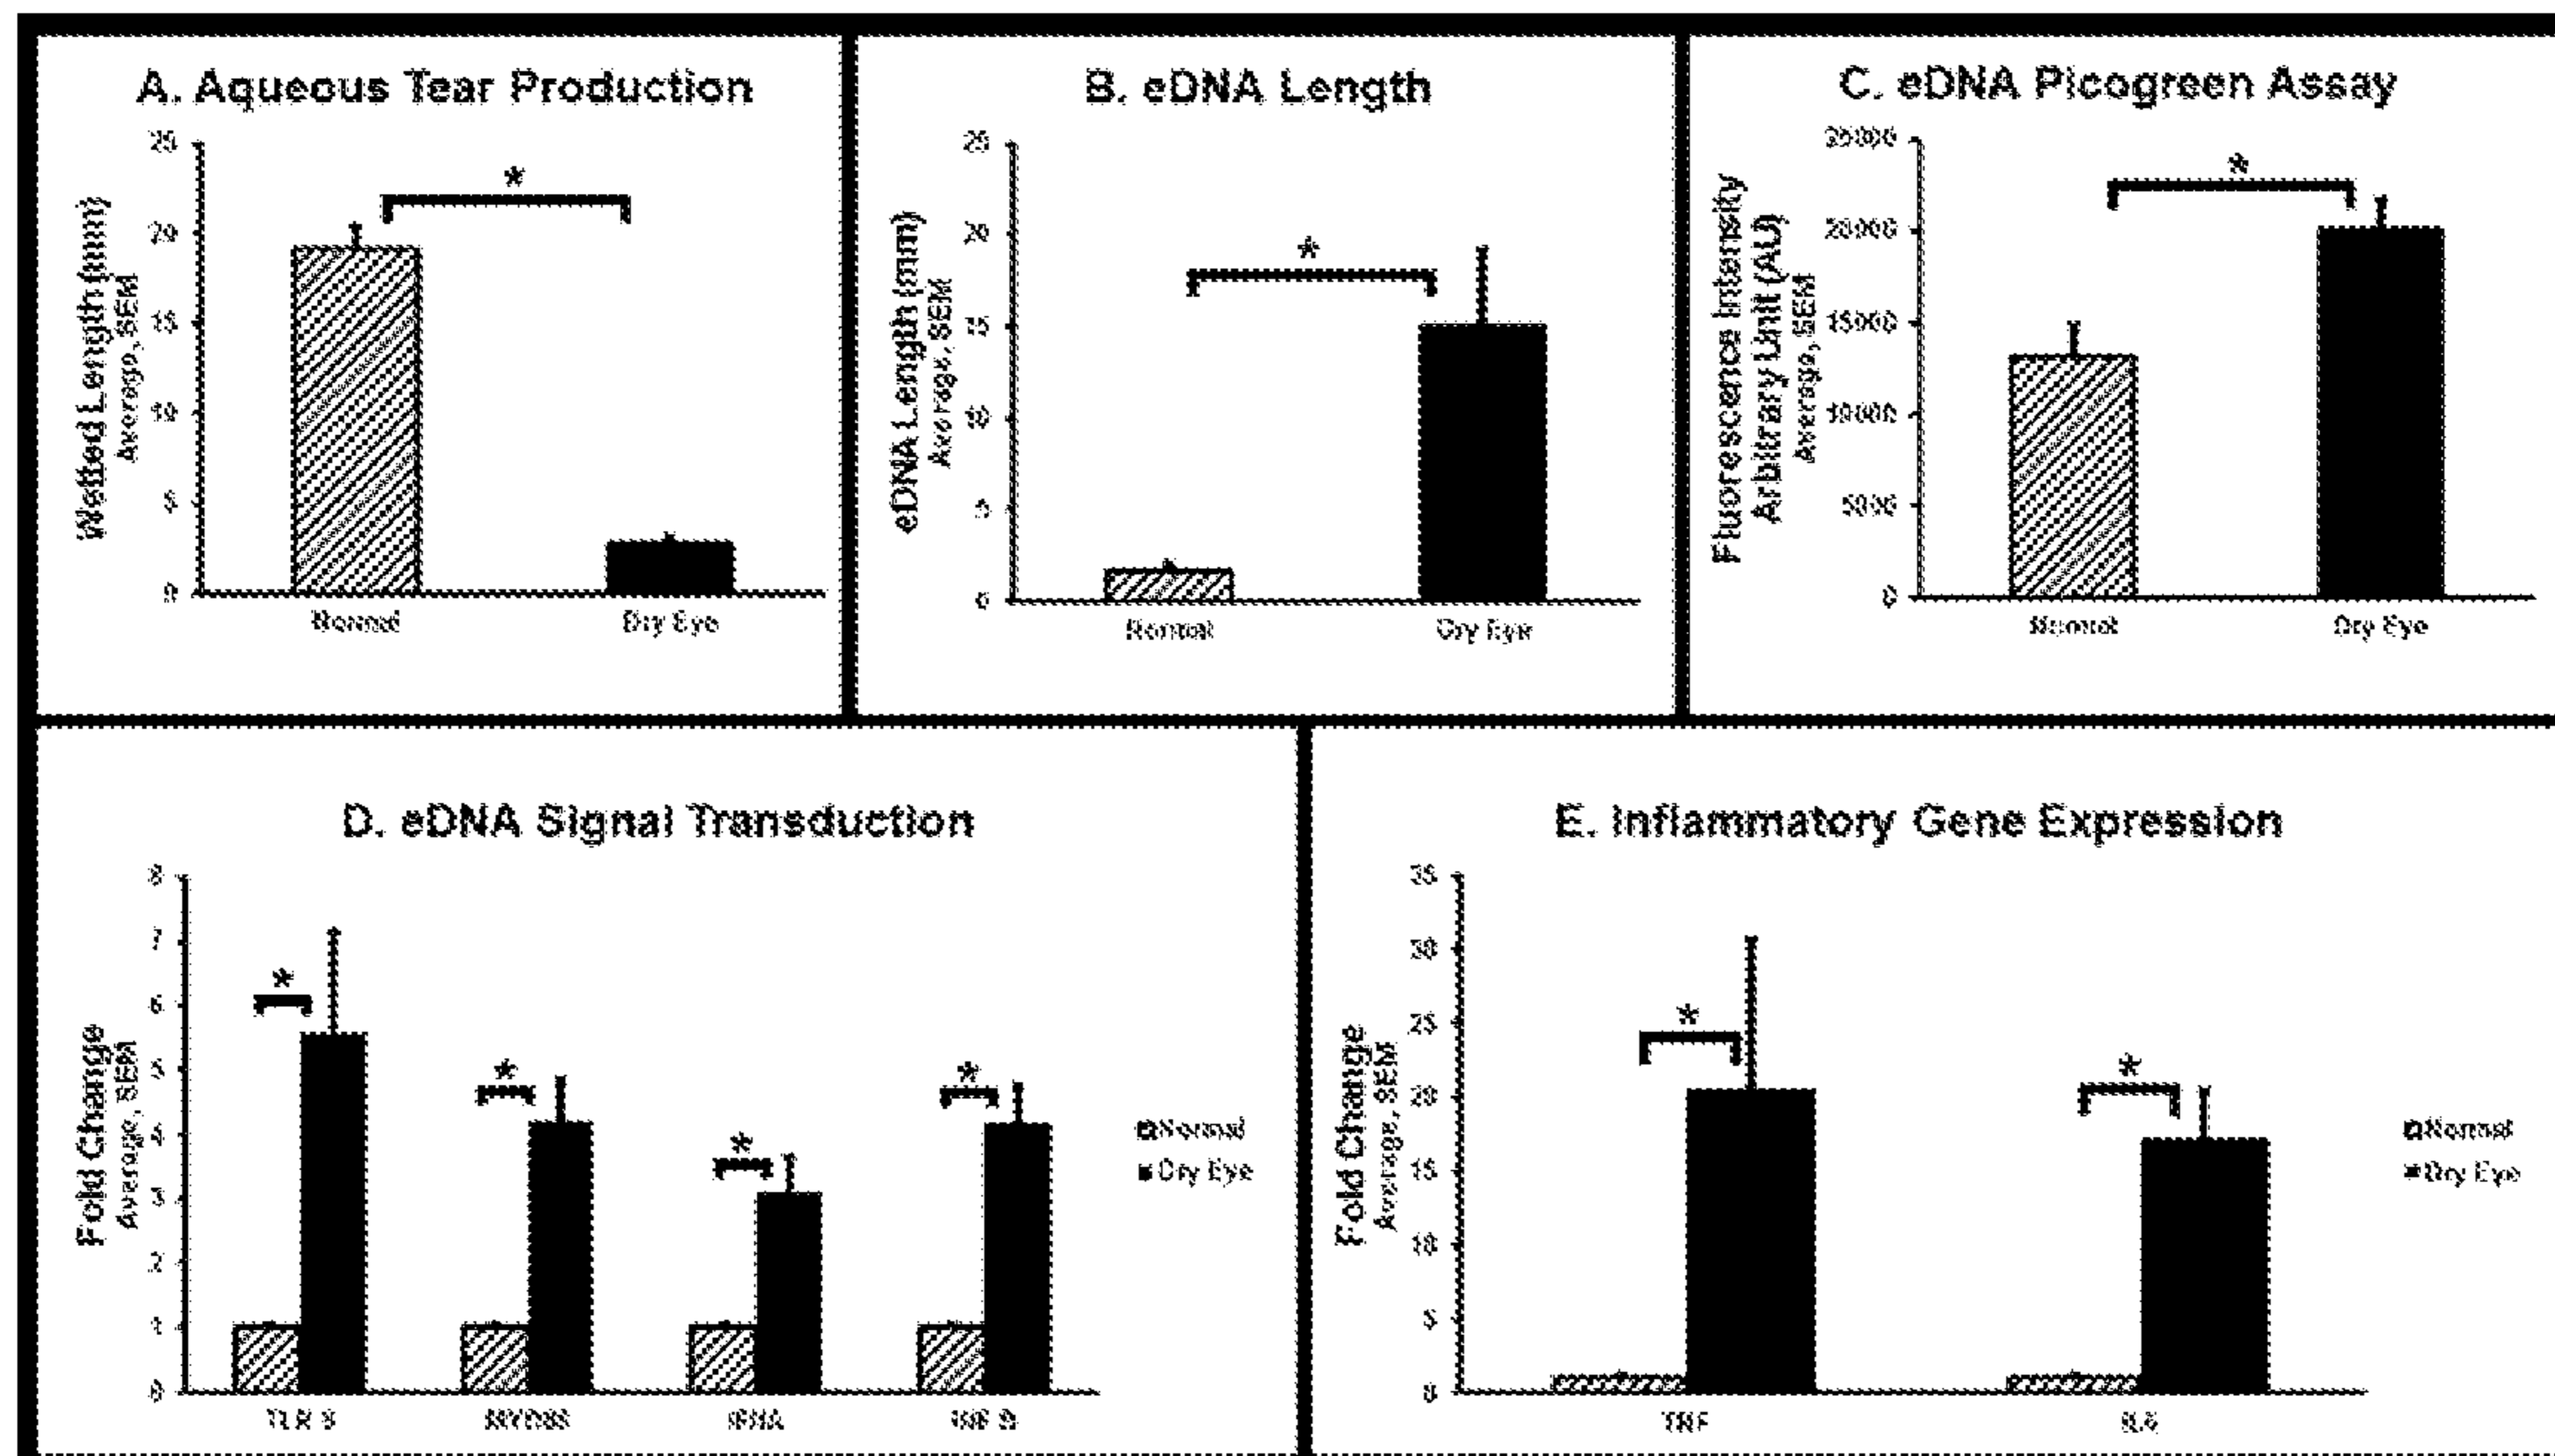 A. Aqueous Tear Production
Wetted Length (mm)
Average, SEM
25
20
15
10
5
0
*
Normal
Dry Eye
B. eDNA Length
eDNA Length (mm)
Average, SEM
25
20
15
10
5
0
*
Normal
Dry Eye
C. eDNA Picogreen Assay
Fluorescence Intensity
Arbitrary Unit (AU)
Average, SEM
25000
20000
15000
10000
5000
0
*
Normal
Dry Eye
D. eDNA Signal Transduction
Fold Change
Average, SEM
8
7
6
5
4
3
2
1
0
*
*
*
*
MYD88
Normal
Dry Eye
E. Inflammatory Gene Expression
Fold Change
Average, SEM
35
30
25
20
15
10
5
0
*
*
Normal
Dry Eye